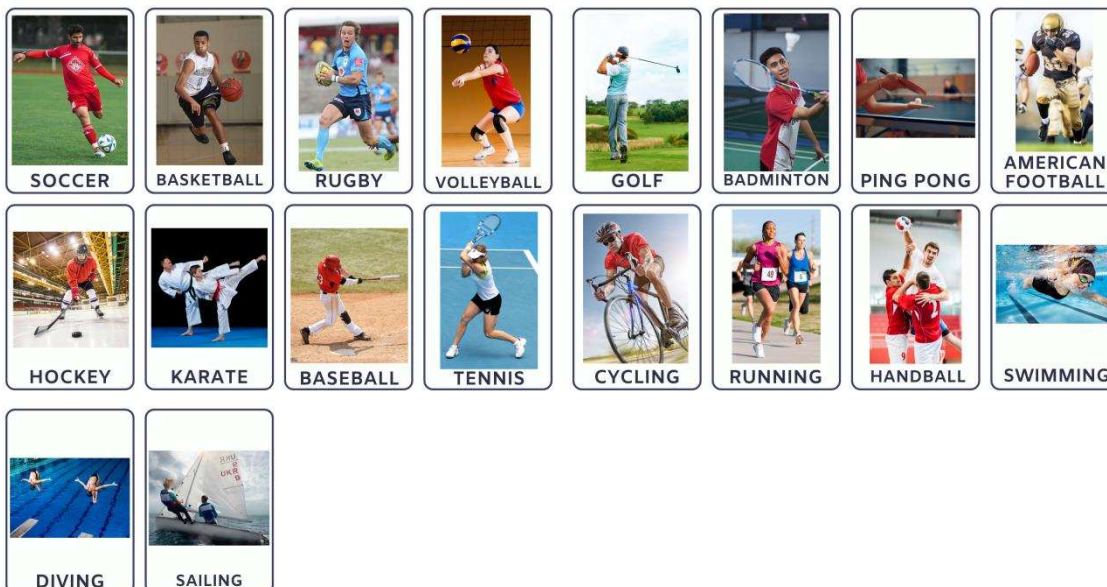 SOCCER
BASKETBALL
RUGBY
VOLLEYBALL
GOLF
BADMINTON
PING PONG
AMERICAN
FOOTBALL
HOCKEY
KARATE
BASEBALL
TENNIS
CYCLING
RUNNING
HANDBALL
SWIMMING
DIVING
SAILING